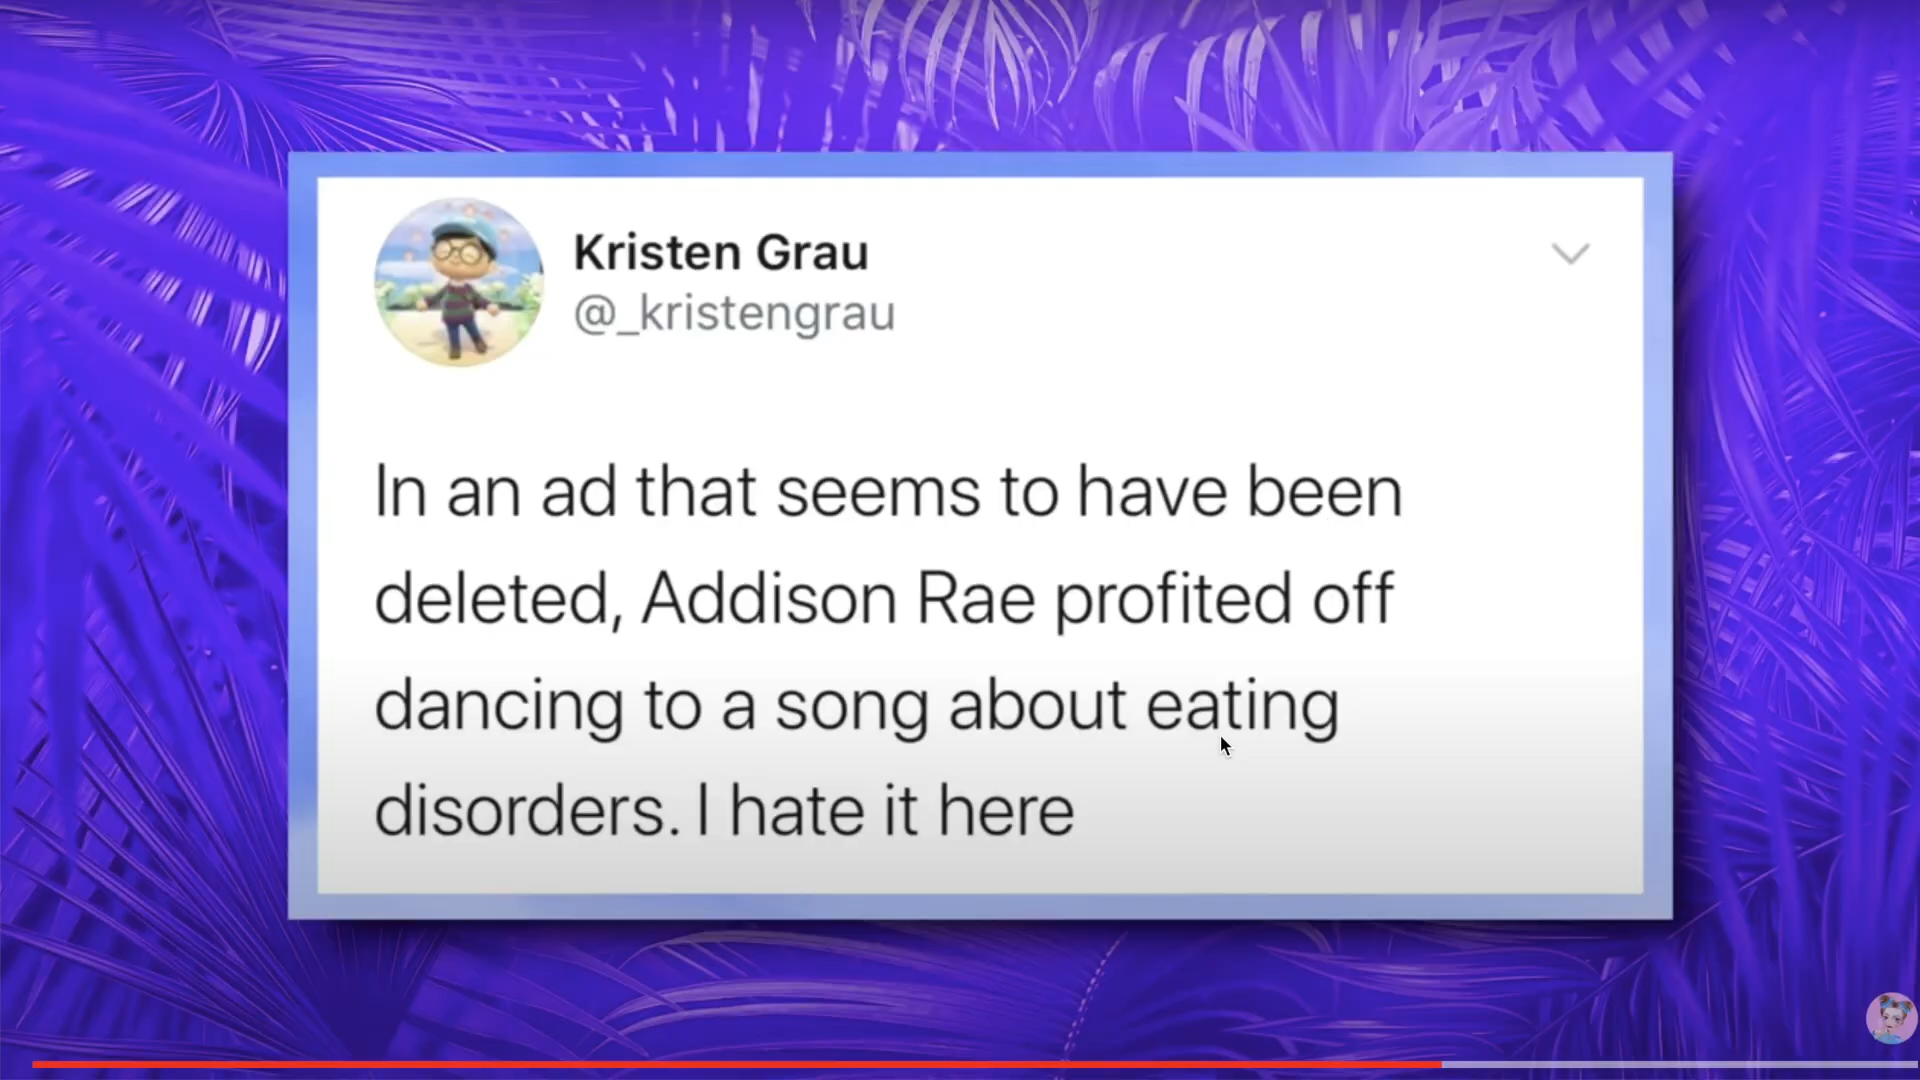 Kristen Grau
@_kristengrau
In an ad that seems to have been
deleted, Addison Rae profited off
dancing to a song about eating
disorders. I hate it here